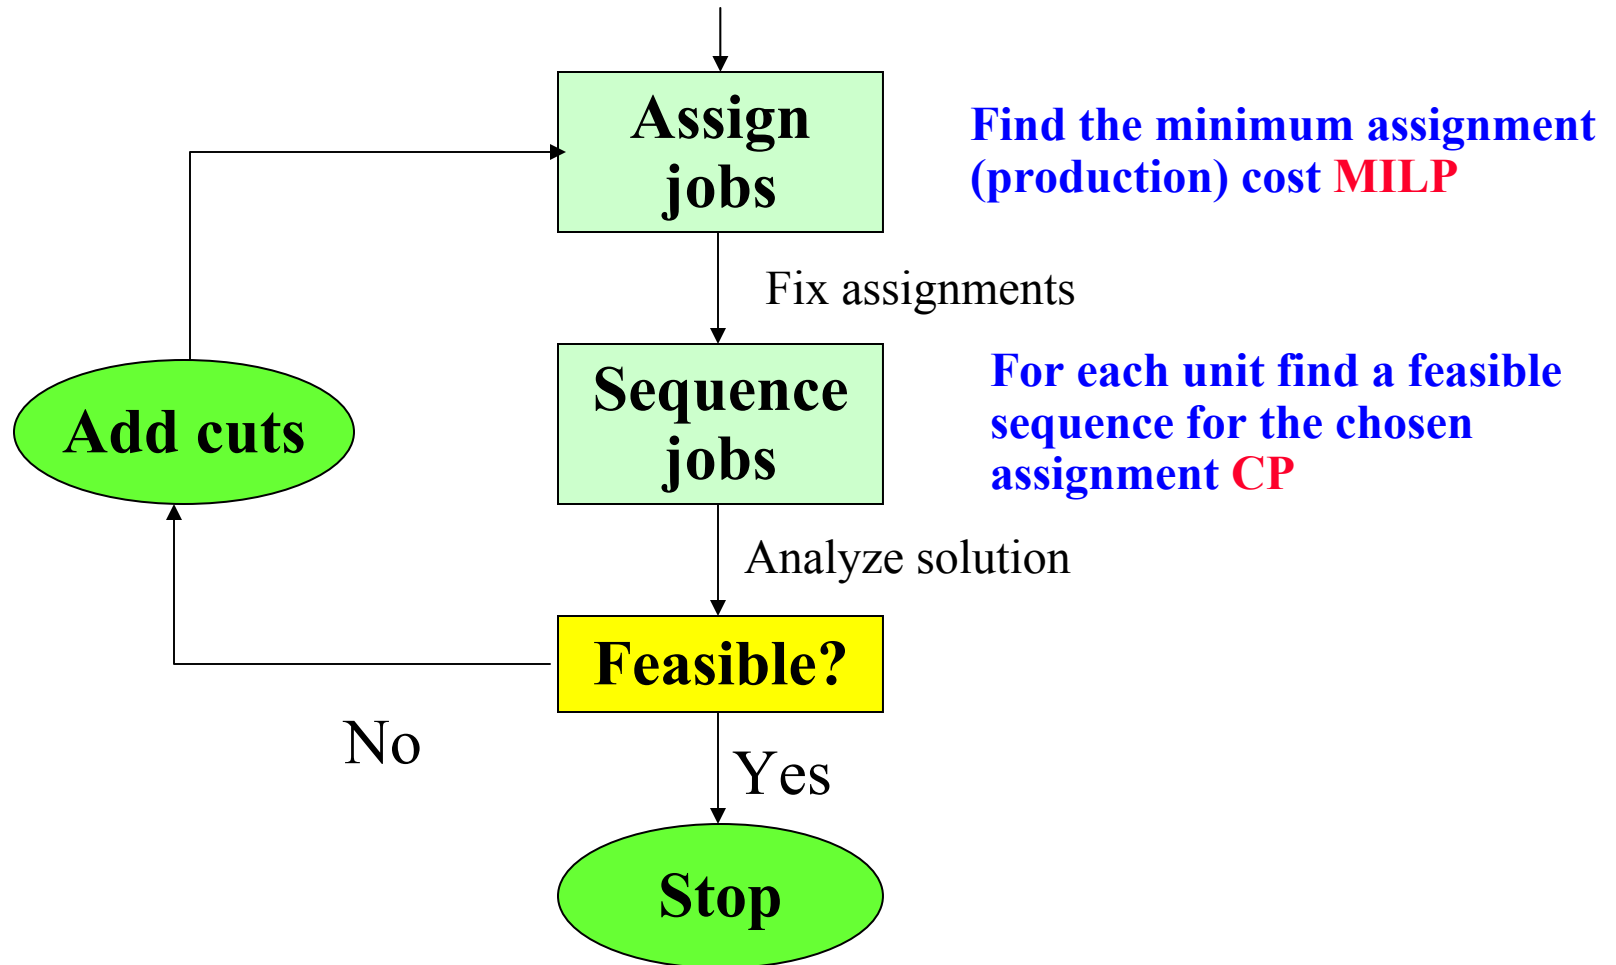 Assign
jobs
Find the minimum assignment
(production) cost MILP
Fix assignments
Add cuts
Sequence
jobs
For each unit find a feasible
sequence for the chosen
assignment CP
Analyze solution
Feasible?
No
Yes
Stop